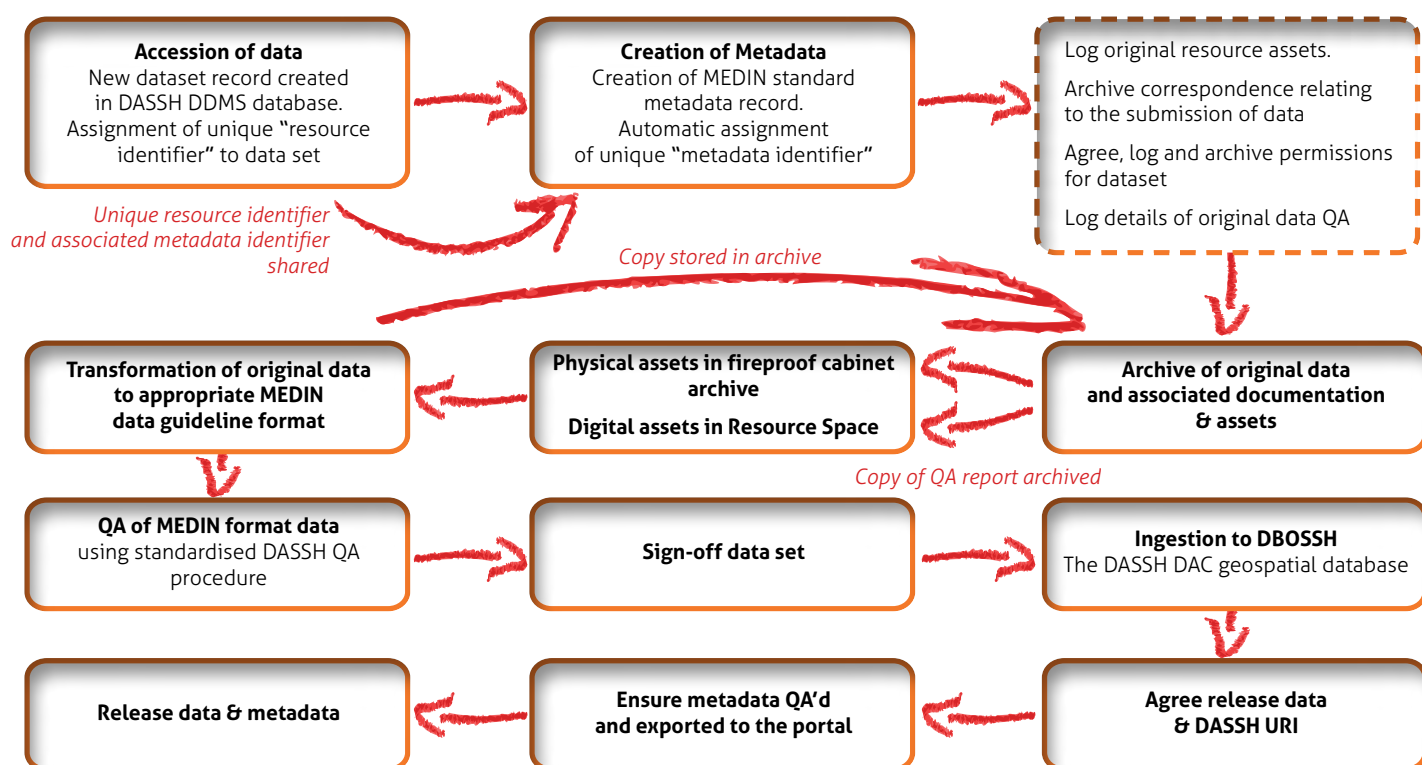 Accession of data
New dataset record created
in DASSH DDMS database.
Assignment of unique “resource
identifier” to data set
Creation of Metadata
Creation of MEDIN standard
metadata record.
Automatic assignment
of unique “metadata identifier”
Log original resource assets.
Archive correspondence relating
to the submission of data
Agree, log and archive permissions
for dataset
Log details of original data QA
Unique resource identifier
and associated metadata identifier
shared
Copy stored in archive
Transformation of original data
to appropriate MEDIN
data guideline format
Physical assets in fireproof cabinet
archive
Digital assets in Resource Space
Archive of original data
and associated documentation
& assets
Copy of QA report archived
QA of MEDIN format data
using standardised DASSH QA
procedure
Sign-off data set
Ingestion to DBOSSH
The DASSH DAC geospatial database
Release data & metadata
Ensure metadata QA’d
and exported to the portal
Agree release data
& DASSH URI